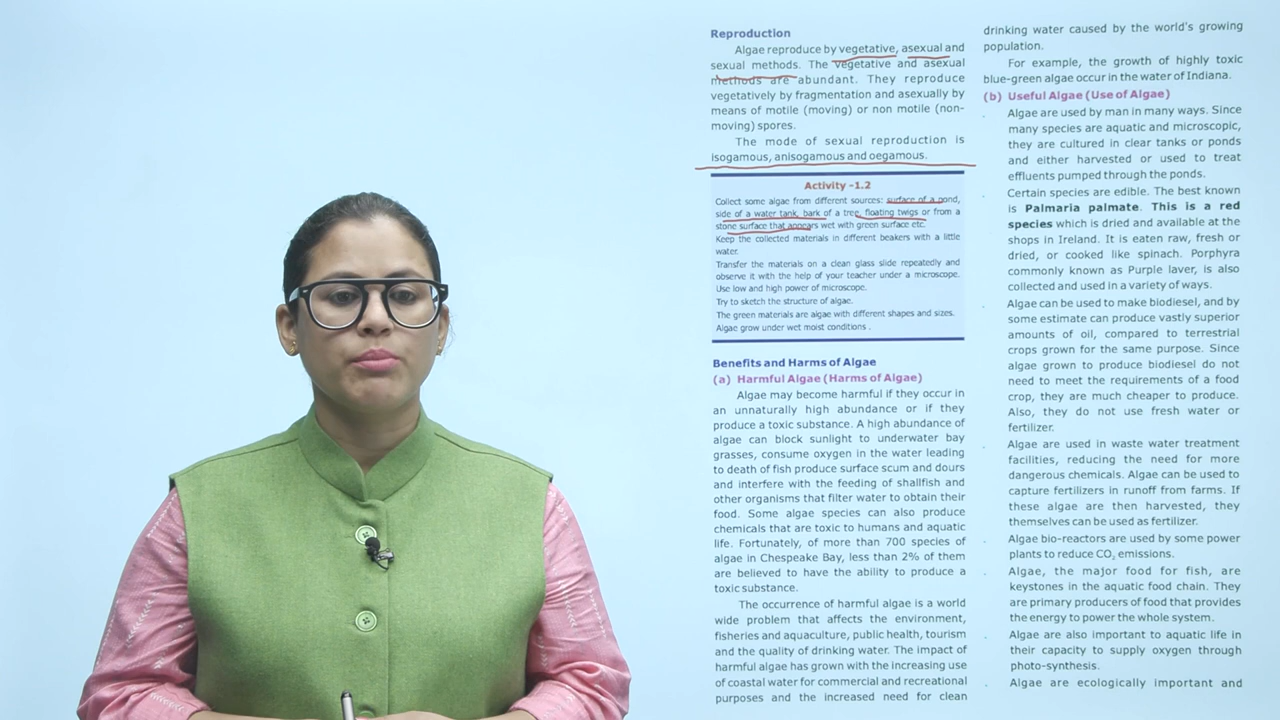 Reproduction
Algae reproduce by vegetative, asexual and
sexual methods. The vegetative and asexual
methods are abundant. They reproduce
vegetatively by fragmentation and asexually by
means of motile (moving) or non motile (non-
moving) spores.
The mode of sexual reproduction is
isogamous, anisogamous and oegamous.
Activity -1.2
Collect some algae from different sources: surface of a pond,
side of a water tank, bark of a tree, floating twigs or from a
stone surface that appears wet with green surface etc.
Keep the collected materials in different beakers with a little
water.
Transfer the materials on a clean glass slide repeatedly and
observe it with the help of your teacher under a microscope.
Use low and high power of microscope.
Try to sketch the structure of algae.
The green materials are algae with different shapes and sizes.
Algae grow under wet moist conditions .
Benefits and Harms of Algae
(a) Harmful Algae (Harms of Algae)
Algae may become harmful if they occur in
an unnaturally high abundance or if they
produce a toxic substance. A high abundance of
algae can block sunlight to underwater bay
grasses, consume oxygen in the water leading
to death of fish produce surface scum and dours
and interfere with the feeding of shallfish and
other organisms that filter water to obtain their
food. Some algae species can also produce
chemicals that are toxic to humans and aquatic
life. Fortunately, of more than 700 species of
algae in Chespeake Bay, less than 2% of them
are believed to have the ability to produce a
toxic substance.
The occurrence of harmful algae is a world
wide problem that affects the environment,
fisheries and aquaculture, public health, tourism
and the quality of drinking water. The impact of
harmful algae has grown with the increasing use
of coastal water for commercial and recreational
purposes and the increased need for clean
drinking water caused by the world's growing
population.
For example, the growth of highly toxic
blue-green algae occur in the water of Indiana.
(b) Useful Algae (Use of Algae)
Algae are used by man in many ways. Since
many species are aquatic and microscopic,
they are cultured in clear tanks or ponds
and either harvested or used to treat
effluents pumped through the ponds.
Certain species are edible. The best known
is Palmaria palmate. This is a red
species which is dried and available at the
shops in Ireland. It is eaten raw, fresh or
dried, or cooked like spinach. Porphyra
commonly known as Purple laver, is also
collected and used in a variety of ways.
Algae can be used to make biodiesel, and by
some estimate can produce vastly superior
amounts of oil, compared to terrestrial
crops grown for the same purpose. Since
algae grown to produce biodiesel do not
need to meet the requirements of a food
crop, they are much cheaper to produce.
Also, they do not use fresh water or
fertilizer.
Algae are used in waste water treatment
facilities, reducing the need for more
dangerous chemicals. Algae can be used to
capture fertilizers in runoff from farms. If
these algae are then harvested, they
themselves can be used as fertilizer.
Algae bio-reactors are used by some power
plants to reduce CO₂ emissions.
Algae, the major food for fish, are
keystones in the aquatic food chain. They
are primary producers of food that provides
the energy to power the whole system.
Algae are also important to aquatic life in
their capacity to supply oxygen through
photo-synthesis.
Algae are ecologically important and